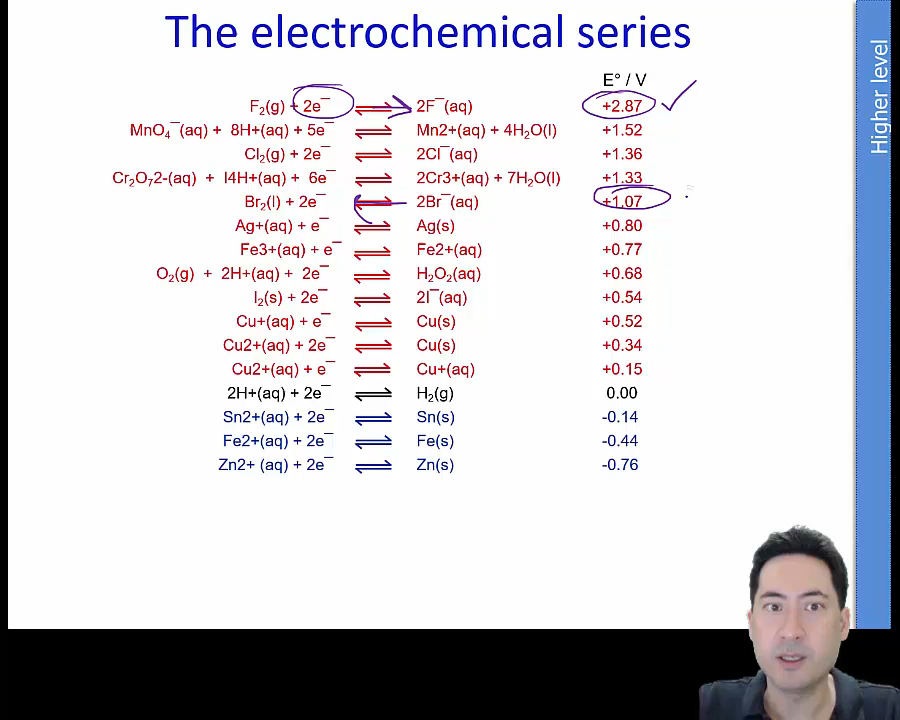 The electrochemical series
Higher level
E° / V
F₂(g) + 2e⁻ ⇌ 2F⁻(aq) +2.87
MnO₄⁻(aq) + 8H+(aq) + 5e⁻ ⇌ Mn2+(aq) + 4H₂O(l) +1.52
Cl₂(g) + 2e⁻ ⇌ 2Cl⁻(aq) +1.36
Cr₂O₇2-(aq) + l4H+(aq) + 6e⁻ ⇌ 2Cr3+(aq) + 7H₂O(l) +1.33
Br₂(l) + 2e⁻ ⇌ 2Br⁻(aq) +1.07
Ag+(aq) + e⁻ ⇌ Ag(s) +0.80
Fe3+(aq) + e⁻ ⇌ Fe2+(aq) +0.77
O₂(g) + 2H+(aq) + 2e⁻ ⇌ H₂O₂(aq) +0.68
I₂(s) + 2e⁻ ⇌ 2I⁻(aq) +0.54
Cu+(aq) + e⁻ ⇌ Cu(s) +0.52
Cu2+(aq) + 2e⁻ ⇌ Cu(s) +0.34
Cu2+(aq) + e⁻ ⇌ Cu+(aq) +0.15
2H+(aq) + 2e⁻ ⇌ H₂(g) 0.00
Sn2+(aq) + 2e⁻ ⇌ Sn(s) -0.14
Fe2+(aq) + 2e⁻ ⇌ Fe(s) -0.44
Zn2+ (aq) + 2e⁻ ⇌ Zn(s) -0.76